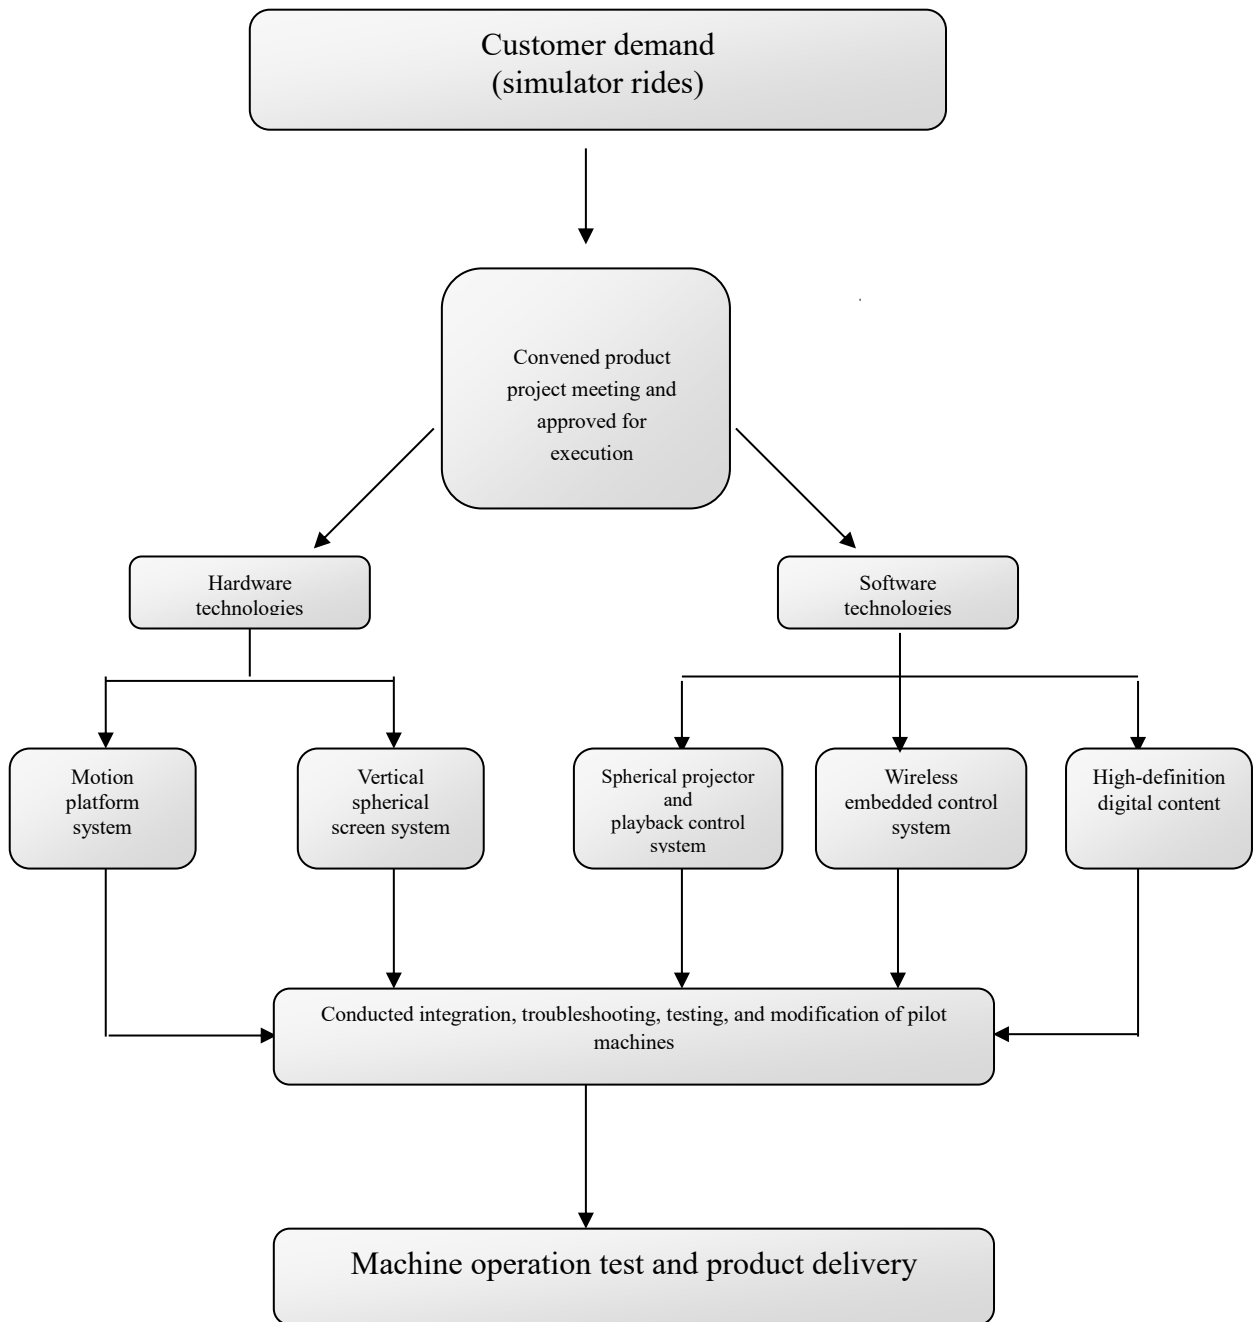 Customer demand
(simulator rides)
Convened product
project meeting and
approved for
execution
Hardware
technologies
Software
technologies
Motion
platform
system
Vertical
spherical
screen system
Spherical projector
and
playback control
system
Wireless
embedded control
system
High-definition
digital content
Conducted integration, troubleshooting, testing, and modification of pilot
machines
Machine operation test and product delivery